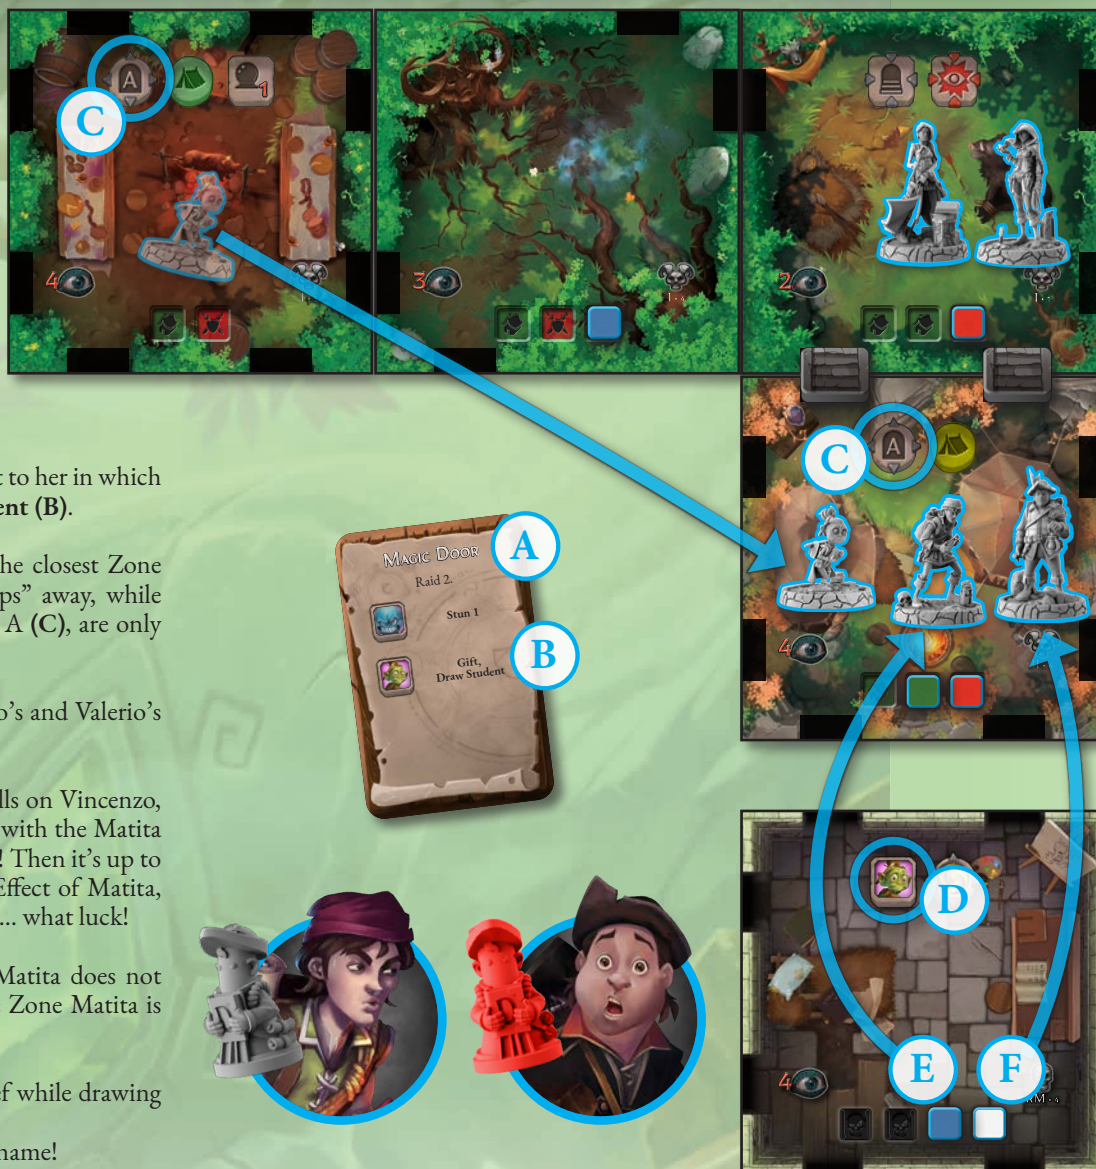 A
1
C
4
3
2
t to her in which
ent (B).
he closest Zone
ps” away, while
A (C), are only
o’s and Valerio’s
lls on Vincenzo,
with the Matita
! Then it’s up to
Effect of Matita,
... what luck!
Matita does not
Zone Matita is
ef while drawing
name!
Magic Door
A
Raid 2.
Stun 1
Gift,
Draw Student
B
A
C
4
D
E
F
4